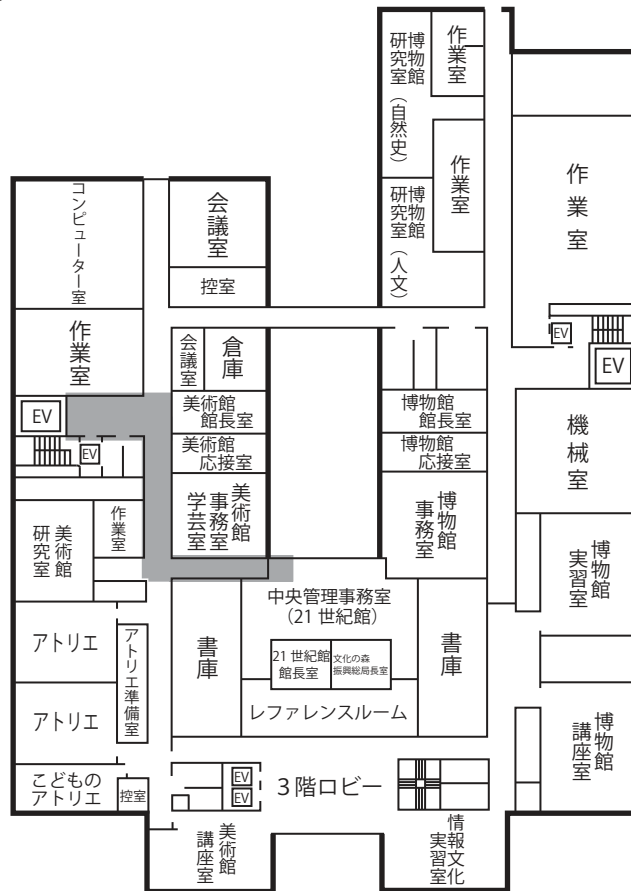 博物館
研究室
（自然史）
作業室
作業室
博物館
研究室
（人文）
作業室
コンピューター室
会議室
控室
作業室
会議室
倉庫
EV
EV
EV
美術館
館長室
博物館
館長室
機械室
EV
美術館
応接室
博物館
応接室
美術館
事務室
学芸室
博物館
事務室
美術館
研究室
作業室
博物館
実習室
中央管理事務室
（21世紀館）
アトリエ
アトリエ準備室
書庫
21世紀館
館長室
文化の森
振興総局長室
書庫
アトリエ
レファレンスルーム
博物館
講座室
こどもの
アトリエ
控室
EV
EV
3階ロビー
美術館
講座室
情報文化
実習室